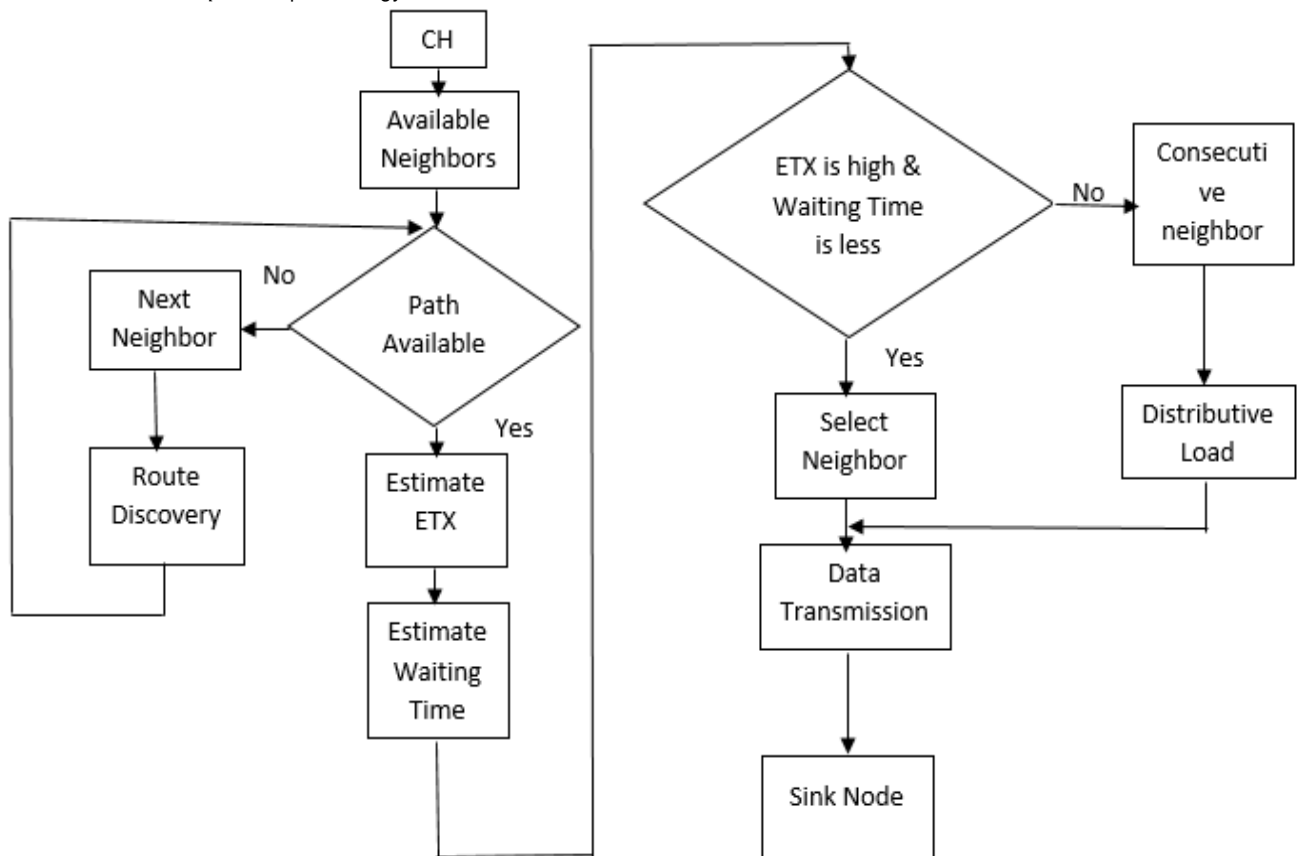 CH
Available
Neighbors
No
Next
Neighbor
Path
Available
Yes
Route
Discovery
Estimate
ETX
Estimate
Waiting
Time
ETX is high &
Waiting Time
is less
No
Consecuti
ve
neighbor
Yes
Select
Neighbor
Distributive
Load
Data
Transmission
Sink Node